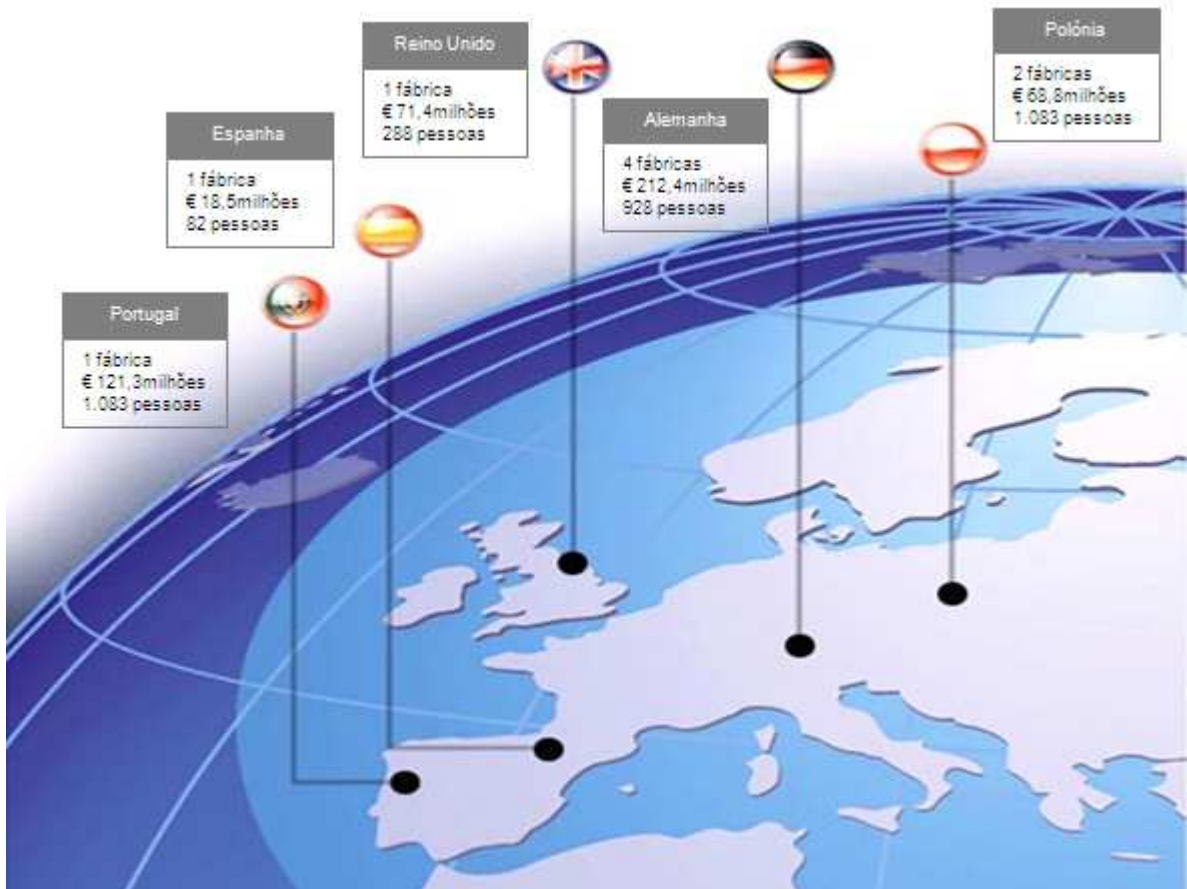 Polónia
2 fábricas
€ 68,8milhões
1.083 pessoas
Reino Unido
1 fábrica
€ 71,4milhões
288 pessoas
Alemanha
4 fábricas
€ 212,4milhões
928 pessoas
Espanha
1 fábrica
€ 18,5milhões
82 pessoas
Portugal
1 fábrica
€ 121,3milhões
1.083 pessoas